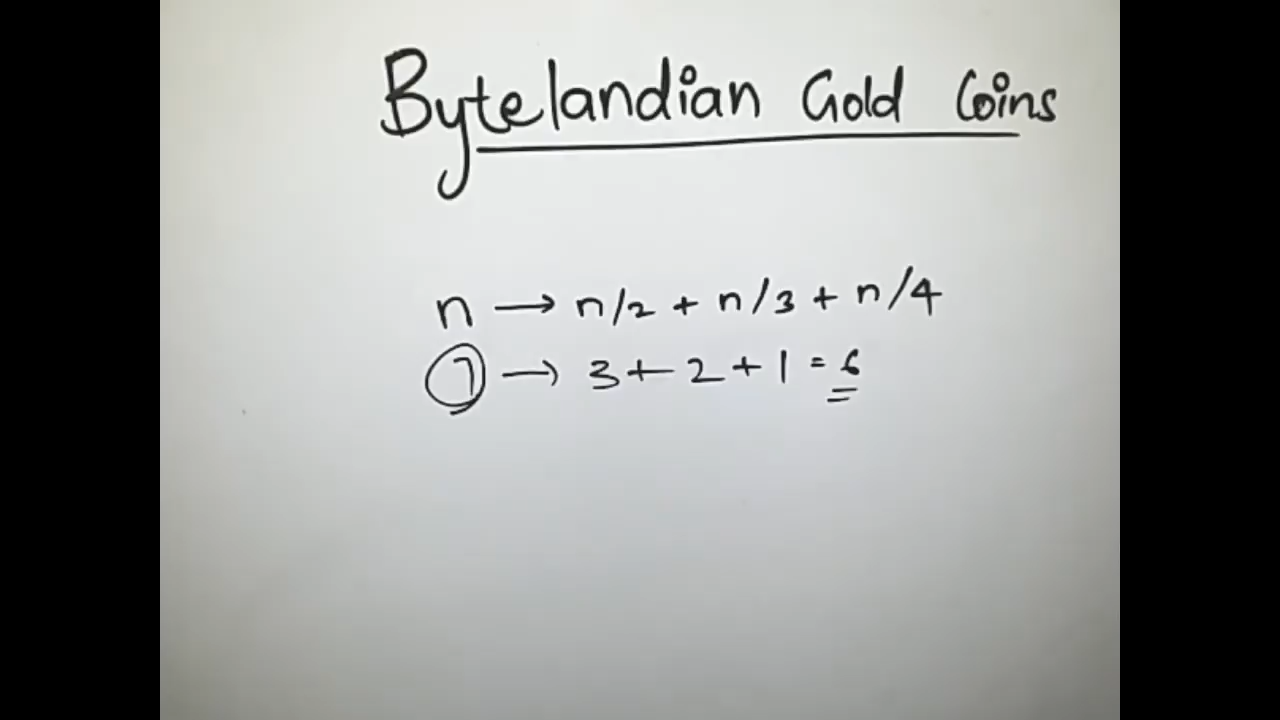 Bytelandian Gold Coins
n → n/2 + n/3 + n/4
7 → 3 + 2 + 1 = 6